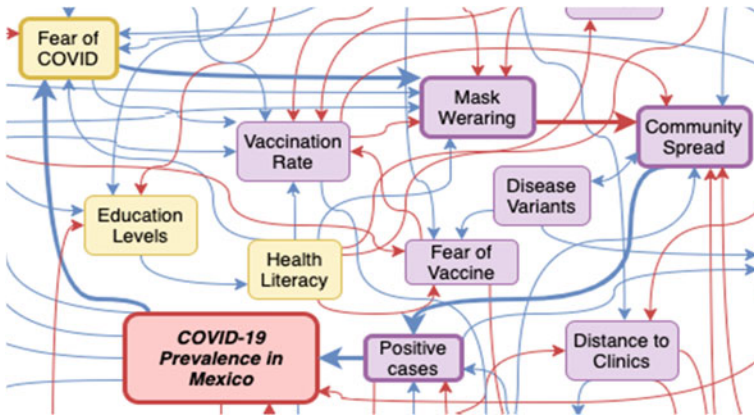 Fear of
COVID
Mask
Weraring
Community
Spread
Vaccination
Rate
Disease
Variants
Education
Levels
Health
Literacy
Fear of
Vaccine
COVID-19
Prevalence in
Mexico
Positive
cases
Distance to
Clinics